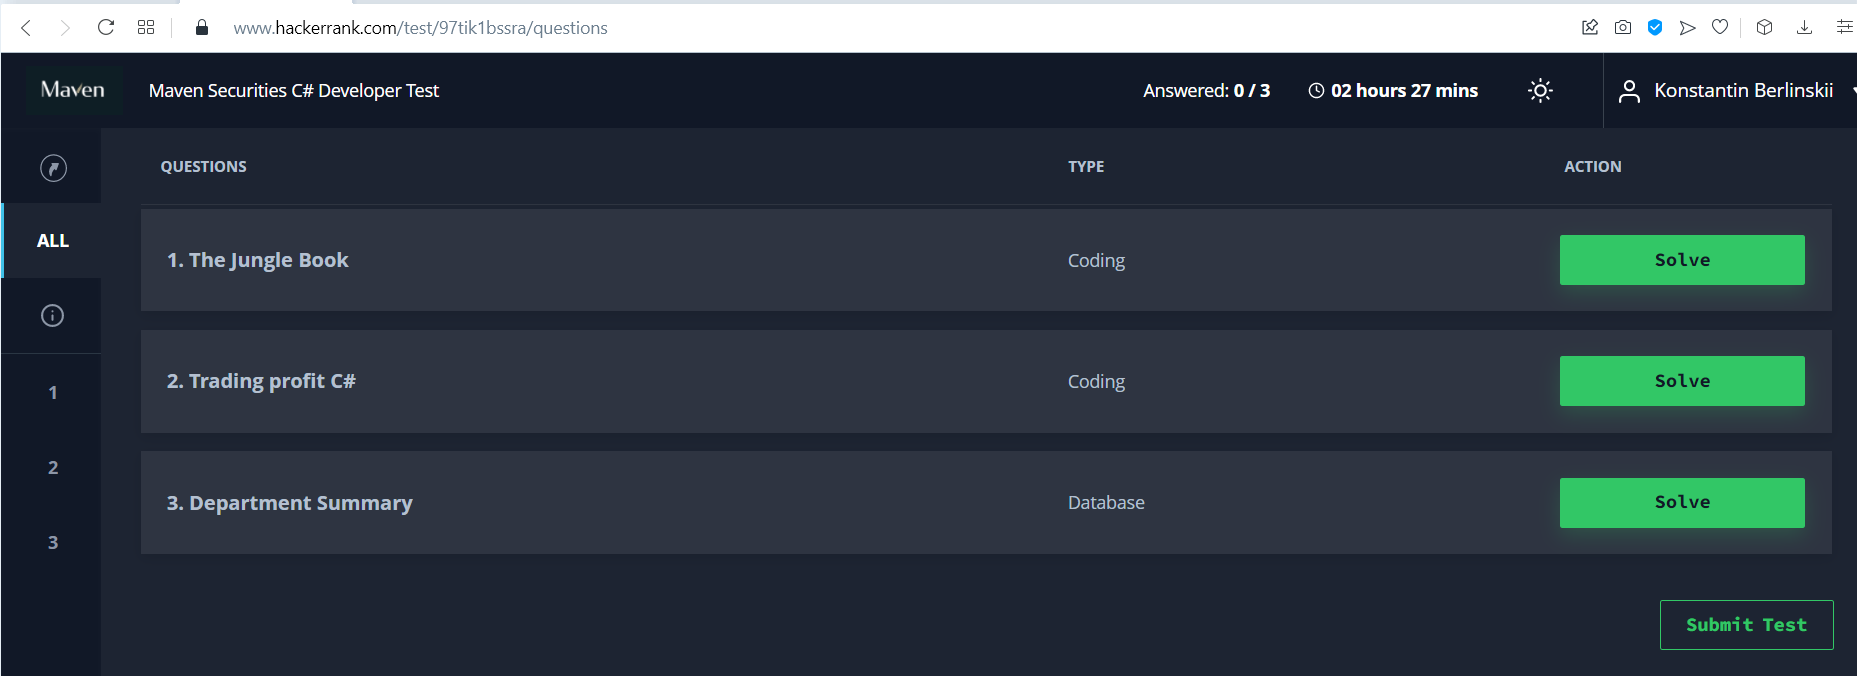 www.hackerrank.com/test/97tik1bssra/questions
Maven Maven Securities C# Developer Test Answered: 0 / 3 02 hours 27 mins Konstantin Berlinskii
QUESTIONS TYPE ACTION
ALL
1. The Jungle Book Coding Solve
2. Trading profit C# Coding Solve
1
2
3. Department Summary Database Solve
3
Submit Test